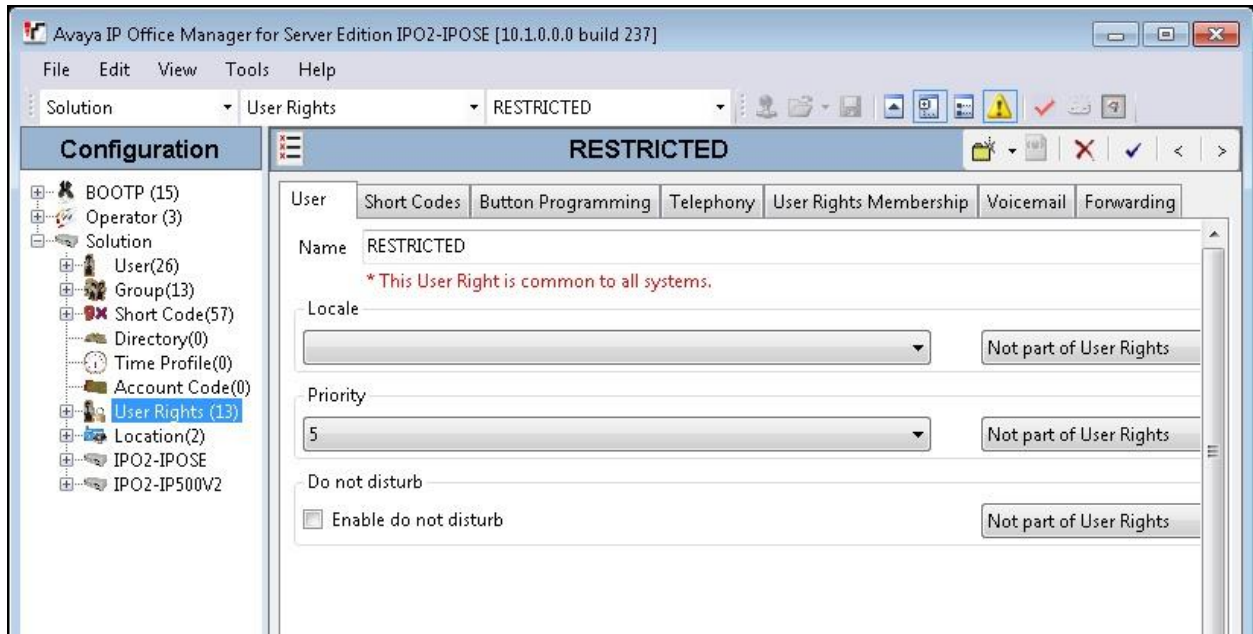 Avaya IP Office Manager for Server Edition IPO2-IPOSE [10.1.0.0.0 build 237]
File Edit View Tools Help
Solution User Rights RESTRICTED
Configuration
RESTRICTED
BOOTP (15)
Operator (3)
Solution
User(26)
Group(13)
Short Code(57)
Directory(0)
Time Profile(0)
Account Code(0)
User Rights (13)
Location(2)
IPO2-IPOSE
IPO2-IP500V2
User Short Codes Button Programming Telephony User Rights Membership Voicemail Forwarding
Name RESTRICTED
* This User Right is common to all systems.
Locale
Not part of User Rights
Priority
5 Not part of User Rights
Do not disturb
Enable do not disturb Not part of User Rights